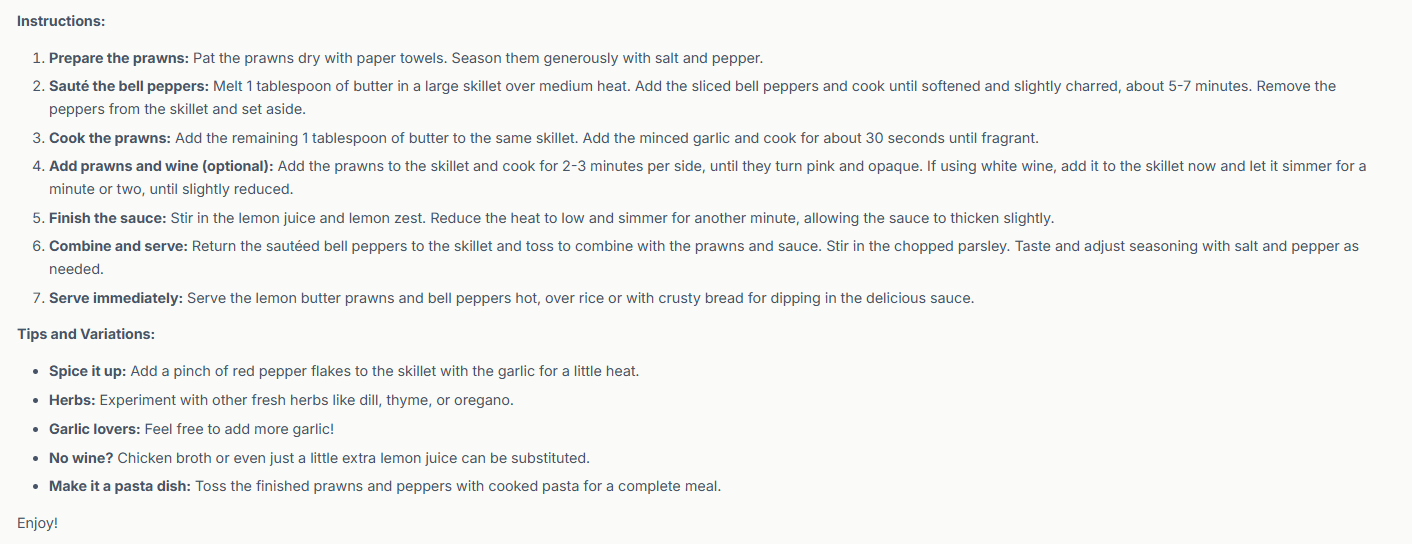 Instructions:
1. Prepare the prawns: Pat the prawns dry with paper towels. Season them generously with salt and pepper.
2. Sauté the bell peppers: Melt 1 tablespoon of butter in a large skillet over medium heat. Add the sliced bell peppers and cook until softened and slightly charred, about 5-7 minutes. Remove the
peppers from the skillet and set aside.
3. Cook the prawns: Add the remaining 1 tablespoon of butter to the same skillet. Add the minced garlic and cook for about 30 seconds until fragrant.
4. Add prawns and wine (optional): Add the prawns to the skillet and cook for 2-3 minutes per side, until they turn pink and opaque. If using white wine, add it to the skillet now and let it simmer for a
minute or two, until slightly reduced.
5. Finish the sauce: Stir in the lemon juice and lemon zest. Reduce the heat to low and simmer for another minute, allowing the sauce to thicken slightly.
6. Combine and serve: Return the sautéed bell peppers to the skillet and toss to combine with the prawns and sauce. Stir in the chopped parsley. Taste and adjust seasoning with salt and pepper as
needed.
7. Serve immediately: Serve the lemon butter prawns and bell peppers hot, over rice or with crusty bread for dipping in the delicious sauce.
Tips and Variations:
• Spice it up: Add a pinch of red pepper flakes to the skillet with the garlic for a little heat.
• Herbs: Experiment with other fresh herbs like dill, thyme, or oregano.
• Garlic lovers: Feel free to add more garlic!
• No wine? Chicken broth or even just a little extra lemon juice can be substituted.
• Make it a pasta dish: Toss the finished prawns and peppers with cooked pasta for a complete meal.
Enjoy!